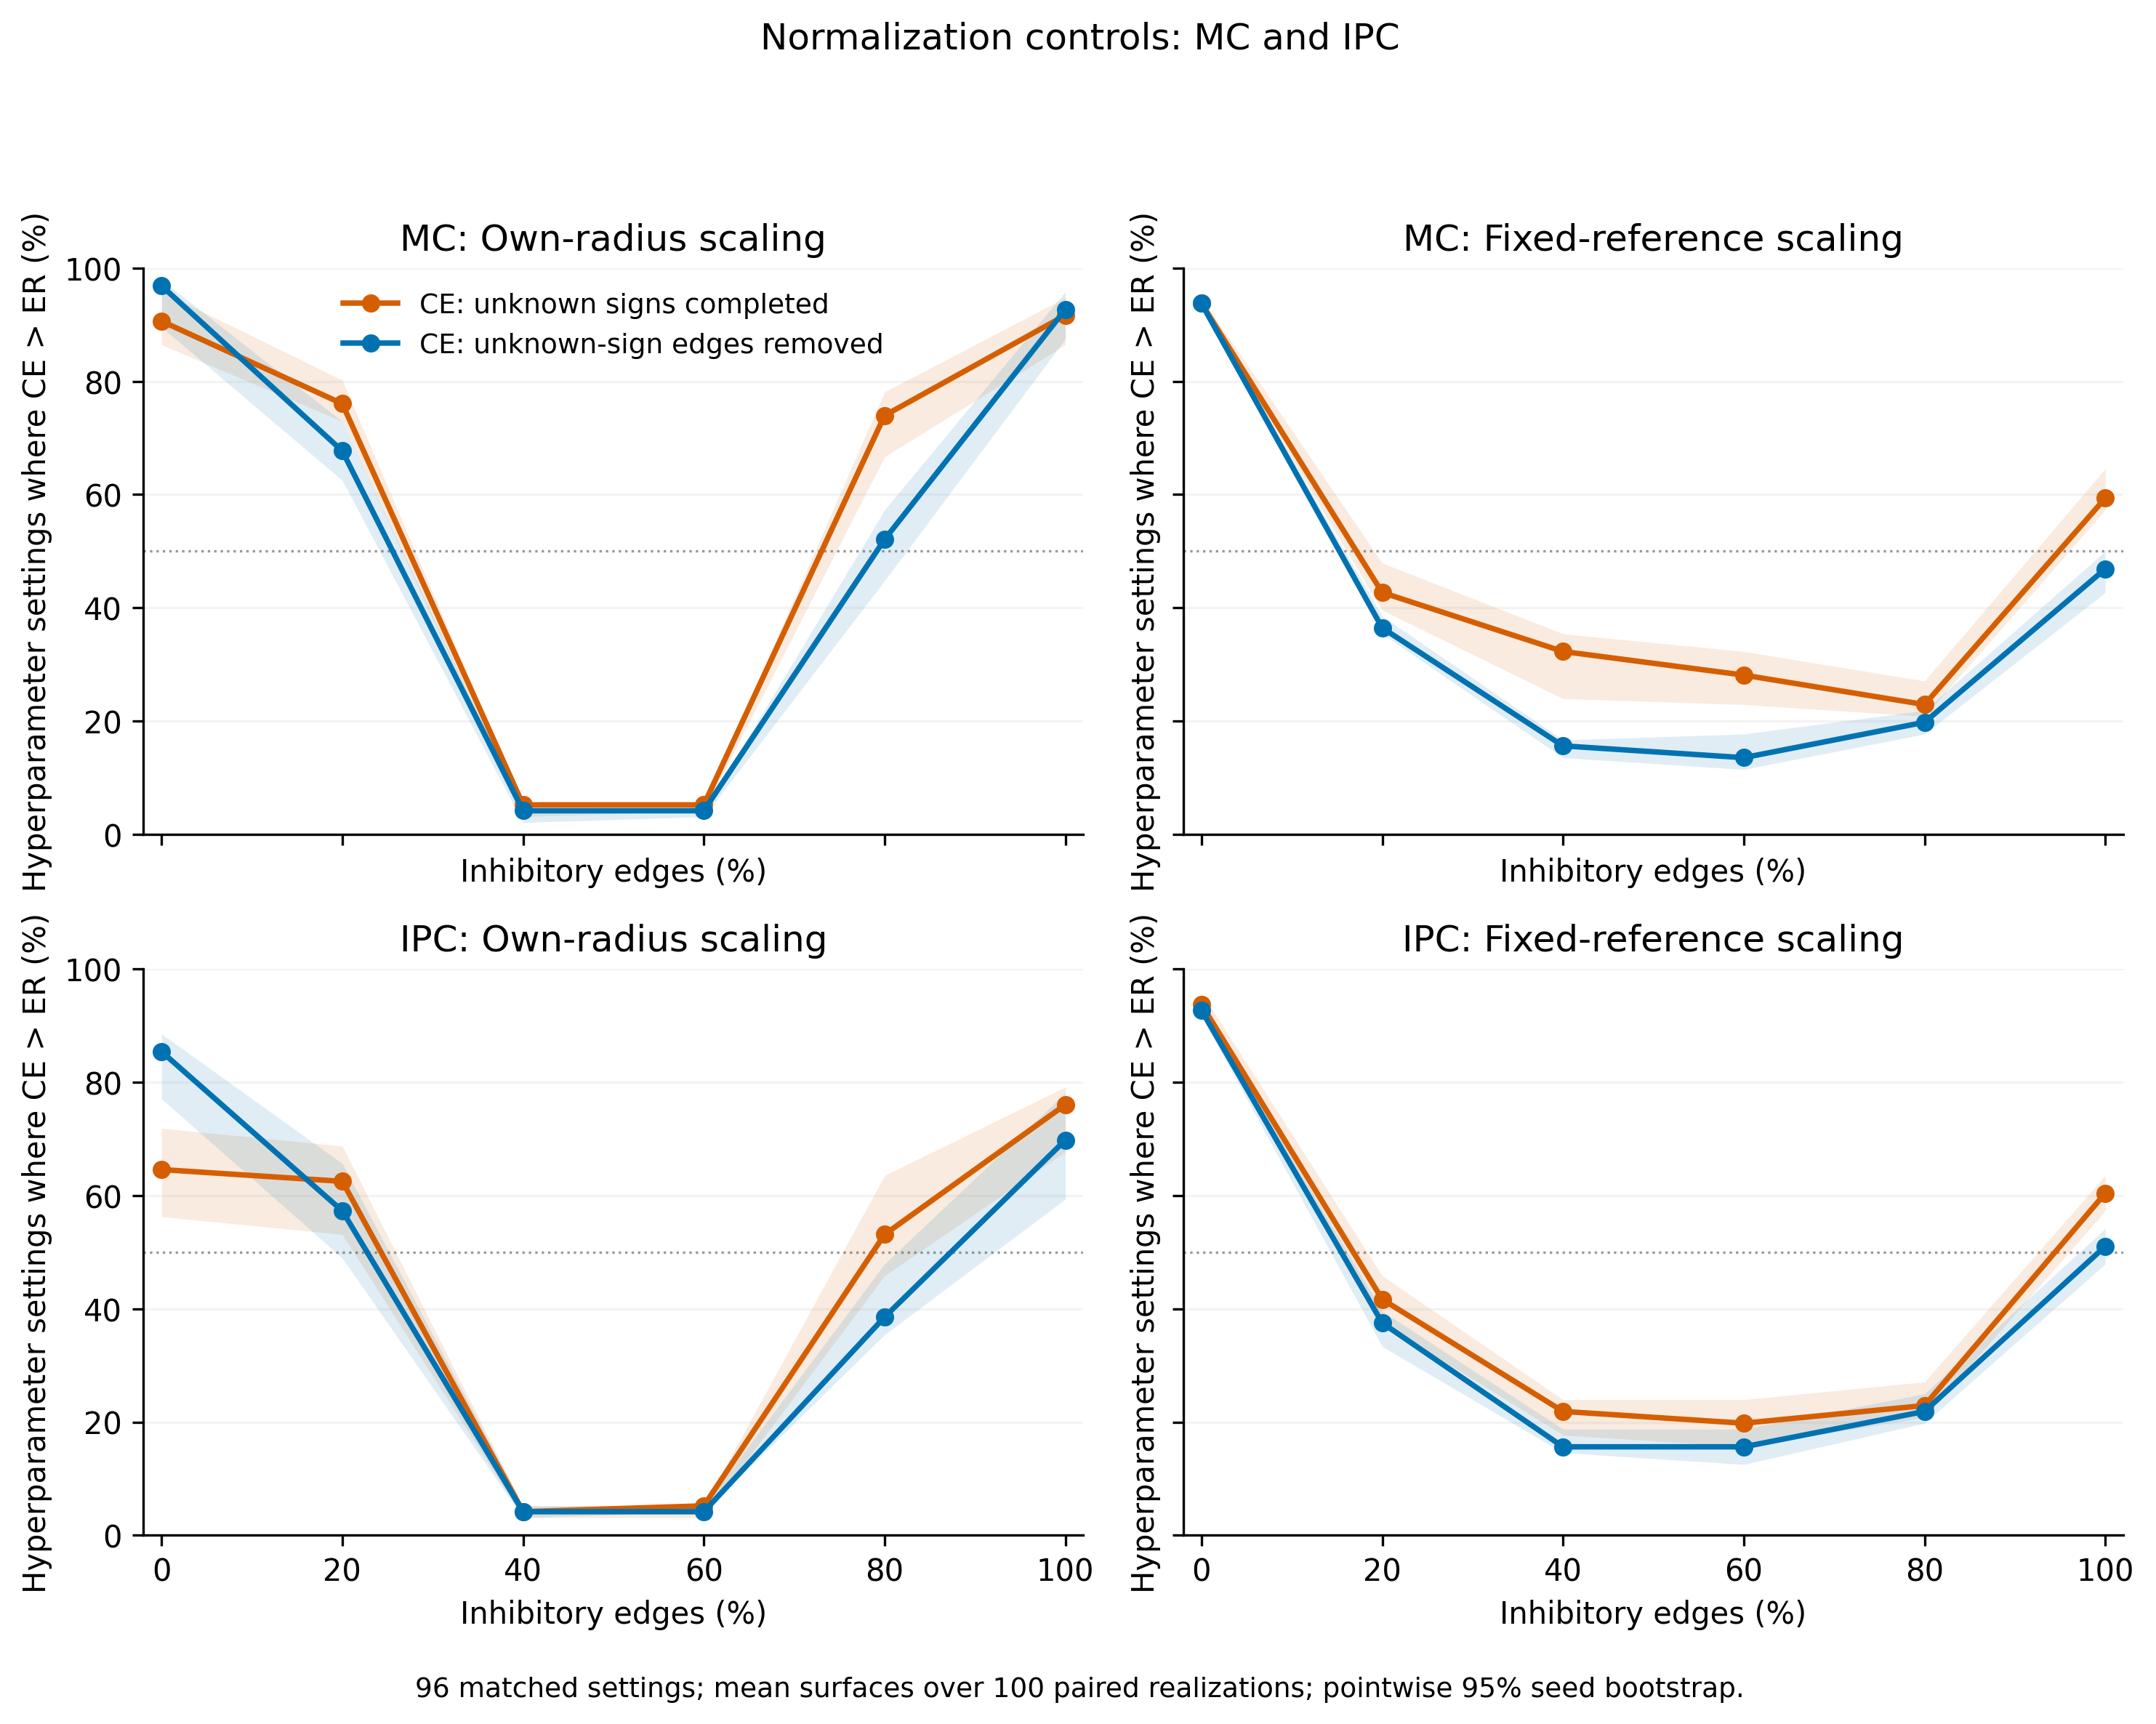 Normalization controls: MC and IPC
MC: Own-radius scaling
Hyperparameter settings where CE > ER (%)
100
80
60
40
20
0
CE: unknown signs completed
CE: unknown-sign edges removed
Inhibitory edges (%)
MC: Fixed-reference scaling
Hyperparameter settings where CE > ER (%)
Inhibitory edges (%)
IPC: Own-radius scaling
Hyperparameter settings where CE > ER (%)
100
80
60
40
20
0
0 20 40 60 80 100
Inhibitory edges (%)
IPC: Fixed-reference scaling
Hyperparameter settings where CE > ER (%)
0 20 40 60 80 100
Inhibitory edges (%)
96 matched settings; mean surfaces over 100 paired realizations; pointwise 95% seed bootstrap.